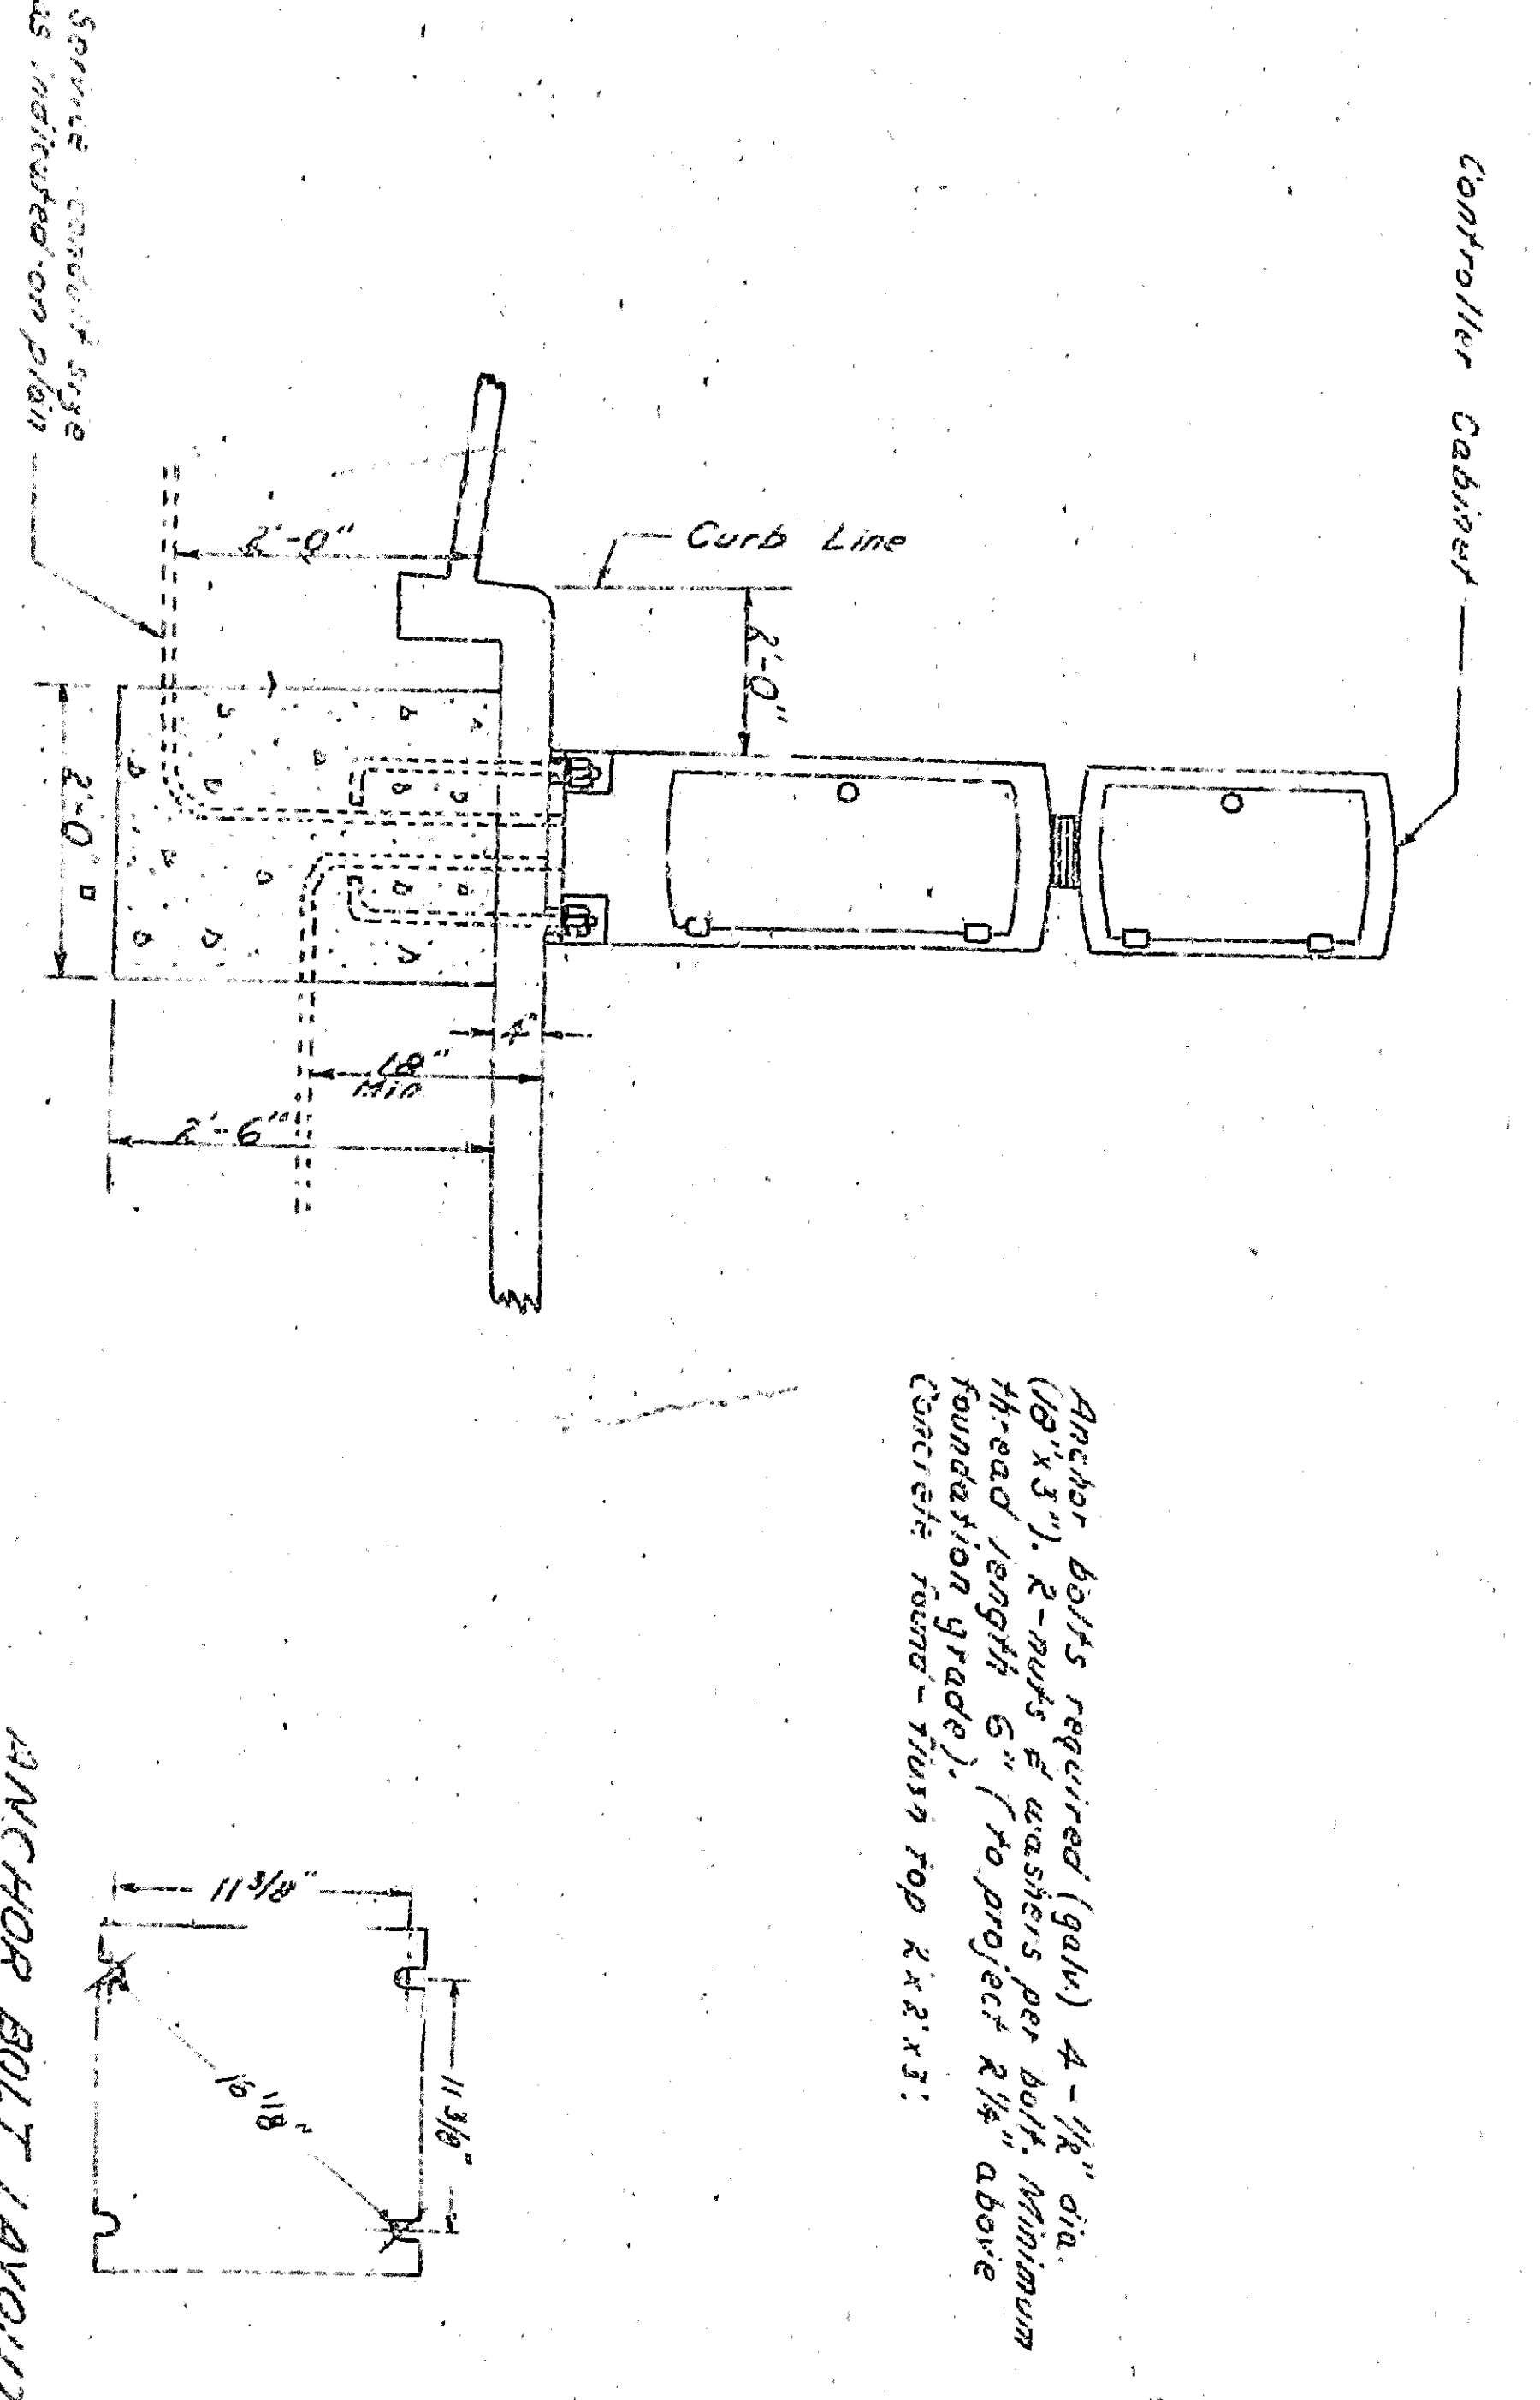 Controller Cabinet
Curb Line
2'-0"
2'-0"
Service conduit size
as indicated on plan
2'-0" □
4"
18"
Min
2'-6"
Anchor bolts required (galv.) 4 - 1/2" dia.
(18" x 3"). 2-nuts & washers per bolt. Minimum
thread length 6" (to project 2 1/4" above
foundation grade).
Concrete found - flush top 2' x 2' x 3'.
11 3/8"
11 3/8"
16 1/8"
ANCHOR BOLT LAYOUT